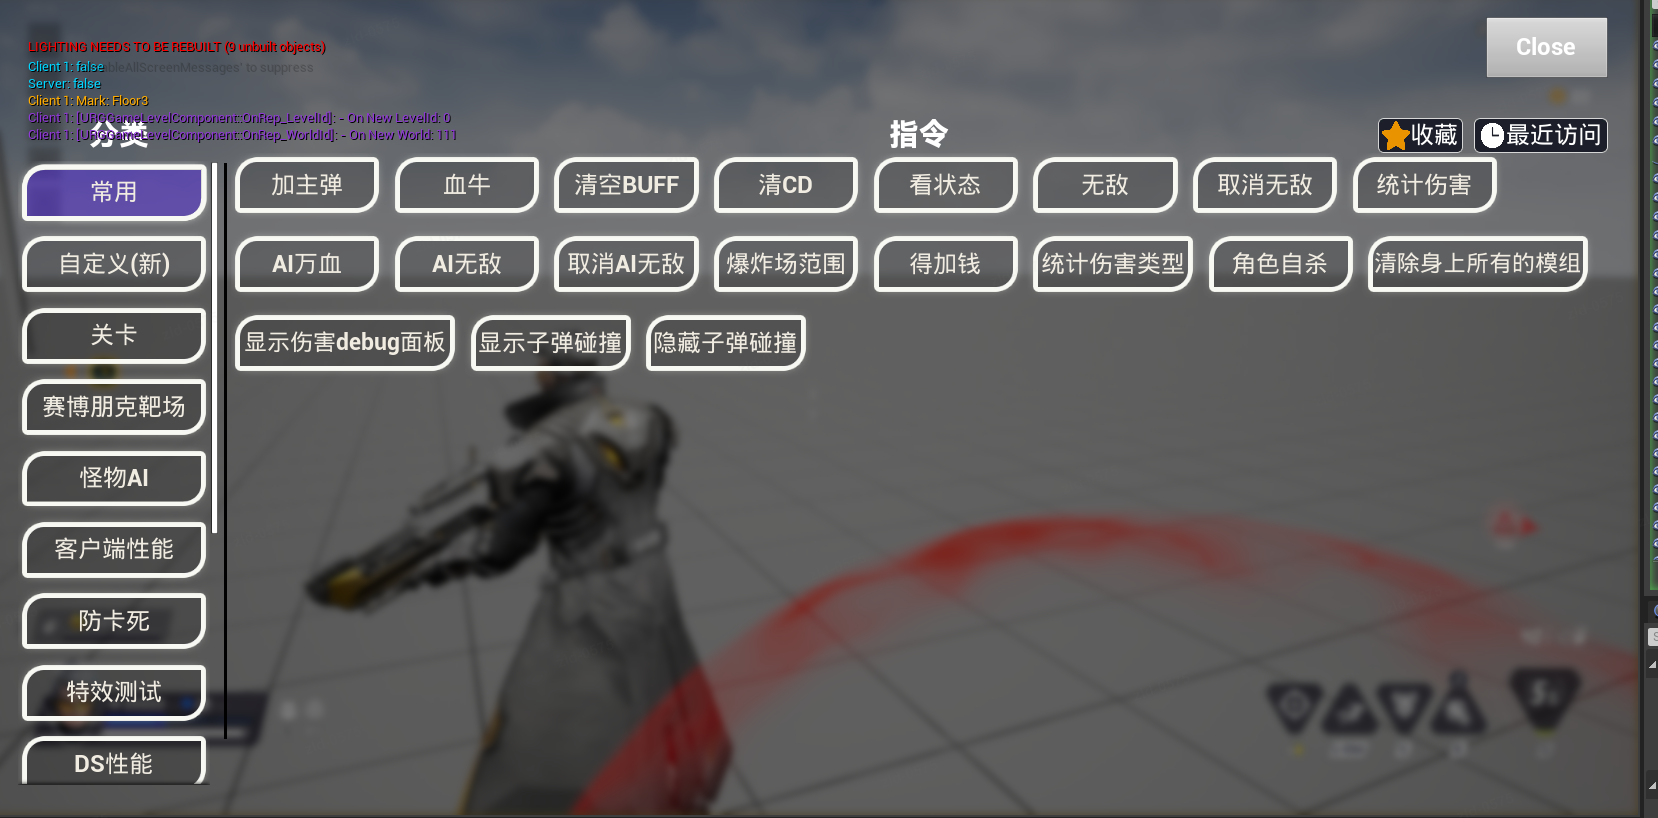 LIGHTING NEEDS TO BE REBUILT (9 unbuilt objects)
Client 1: false
ableAllScreenMessages' to suppress
Server: false
Client 1: Mark: Floor3
Client 1: [URGGameLevelComponent::OnRep_LevelId]: - On New LevelId: 0
Client 1: [URGGameLevelComponent::OnRep_WorldId]: - On New World: 111
Close
分类
指令
收藏
最近访问
常用
自定义(新)
关卡
赛博朋克靶场
怪物AI
客户端性能
防卡死
特效测试
DS性能
加主弹 血牛 清空BUFF 清CD 看状态 无敌 取消无敌 统计伤害
AI万血 AI无敌 取消AI无敌 爆炸场范围 得加钱 统计伤害类型 角色自杀 清除身上所有的模组
显示伤害debug面板 显示子弹碰撞 隐藏子弹碰撞